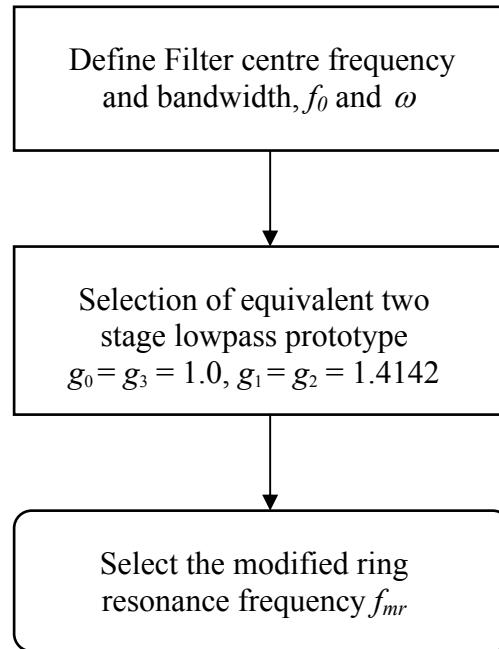 Define Filter centre frequency
and bandwidth, f₀ and ω
Selection of equivalent two
stage lowpass prototype
g₀ = g₃ = 1.0, g₁ = g₂ = 1.4142
Select the modified ring
resonance frequency fₘᵣ